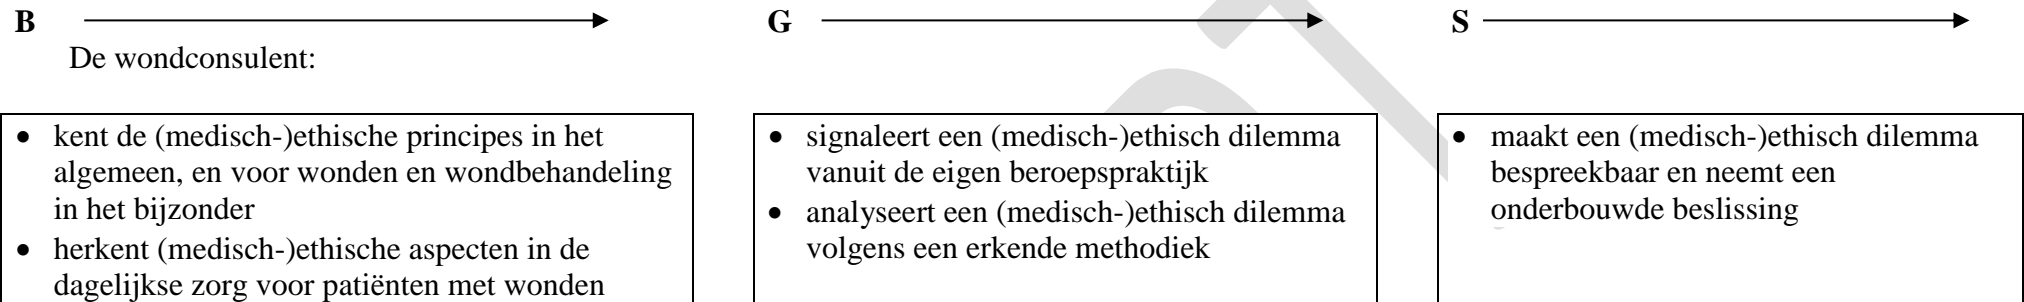 B G S
De wondconsulent:
• kent de (medisch-)ethische principes in het
algemeen, en voor wonden en wondbehandeling
in het bijzonder
• herkent (medisch-)ethische aspecten in de
dagelijkse zorg voor patiënten met wonden
• signaleert een (medisch-)ethisch dilemma
vanuit de eigen beroepspraktijk
• analyseert een (medisch-)ethisch dilemma
volgens een erkende methodiek
• maakt een (medisch-)ethisch dilemma
bespreekbaar en neemt een
onderbouwde beslissing